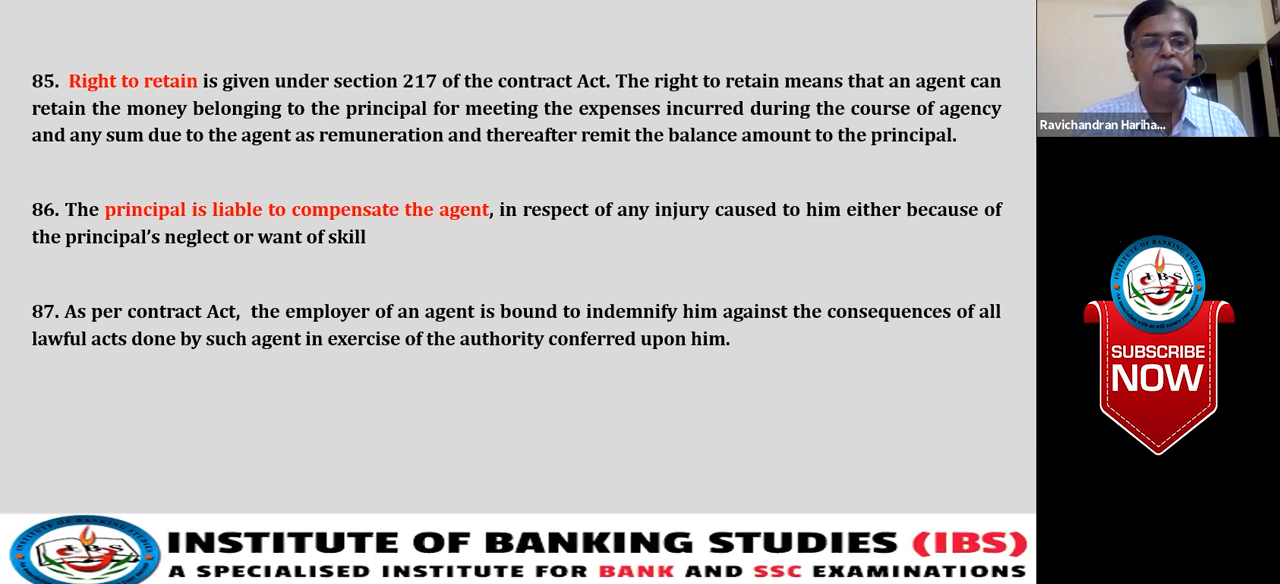 85. Right to retain is given under section 217 of the contract Act. The right to retain means that an agent can
retain the money belonging to the principal for meeting the expenses incurred during the course of agency
and any sum due to the agent as remuneration and thereafter remit the balance amount to the principal.
86. The principal is liable to compensate the agent, in respect of any injury caused to him either because of
the principal's neglect or want of skill
87. As per contract Act, the employer of an agent is bound to indemnify him against the consequences of all
lawful acts done by such agent in exercise of the authority conferred upon him.
Ravichandran Hariha...
INSTITUTE OF BANKING STUDIES
IBS
SUBSCRIBE
NOW
IBS
INSTITUTE OF BANKING STUDIES (IBS)
A SPECIALISED INSTITUTE FOR BANK AND SSC EXAMINATIONS